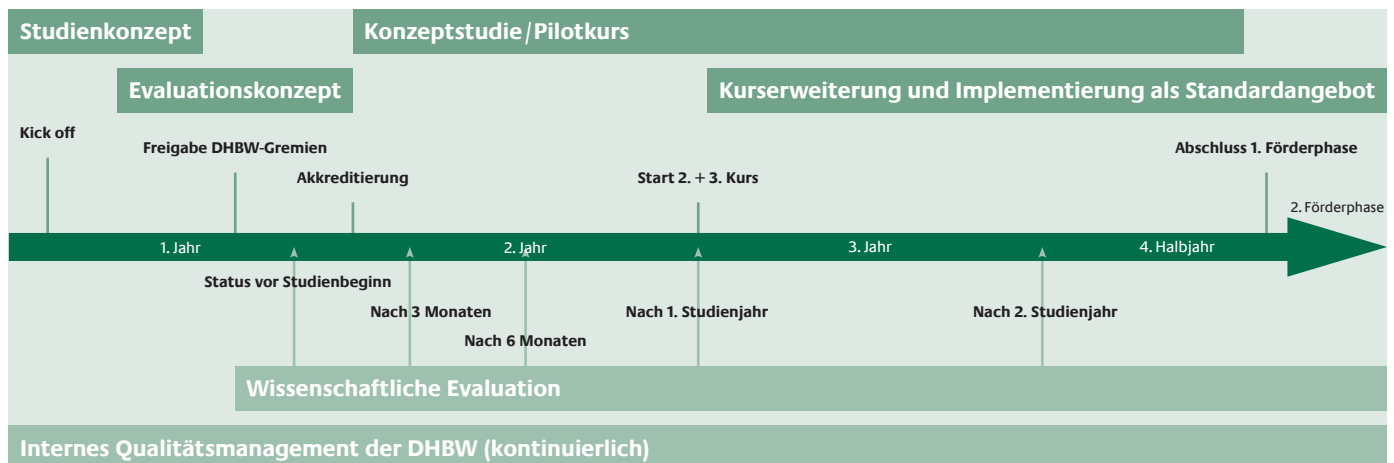 Studienkonzept
Konzeptstudie/Pilotkurs
Evaluationskonzept
Kurserweiterung und Implementierung als Standardangebot
Kick off
Freigabe DHBW-Gremien
Abschluss 1. Förderphase
Akkreditierung
Start 2. + 3. Kurs
2. Förderphase
1. Jahr
2. Jahr
3. Jahr
4. Halbjahr
Status vor Studienbeginn
Nach 3 Monaten
Nach 1. Studienjahr
Nach 2. Studienjahr
Nach 6 Monaten
Wissenschaftliche Evaluation
Internes Qualitätsmanagement der DHBW (kontinuierlich)